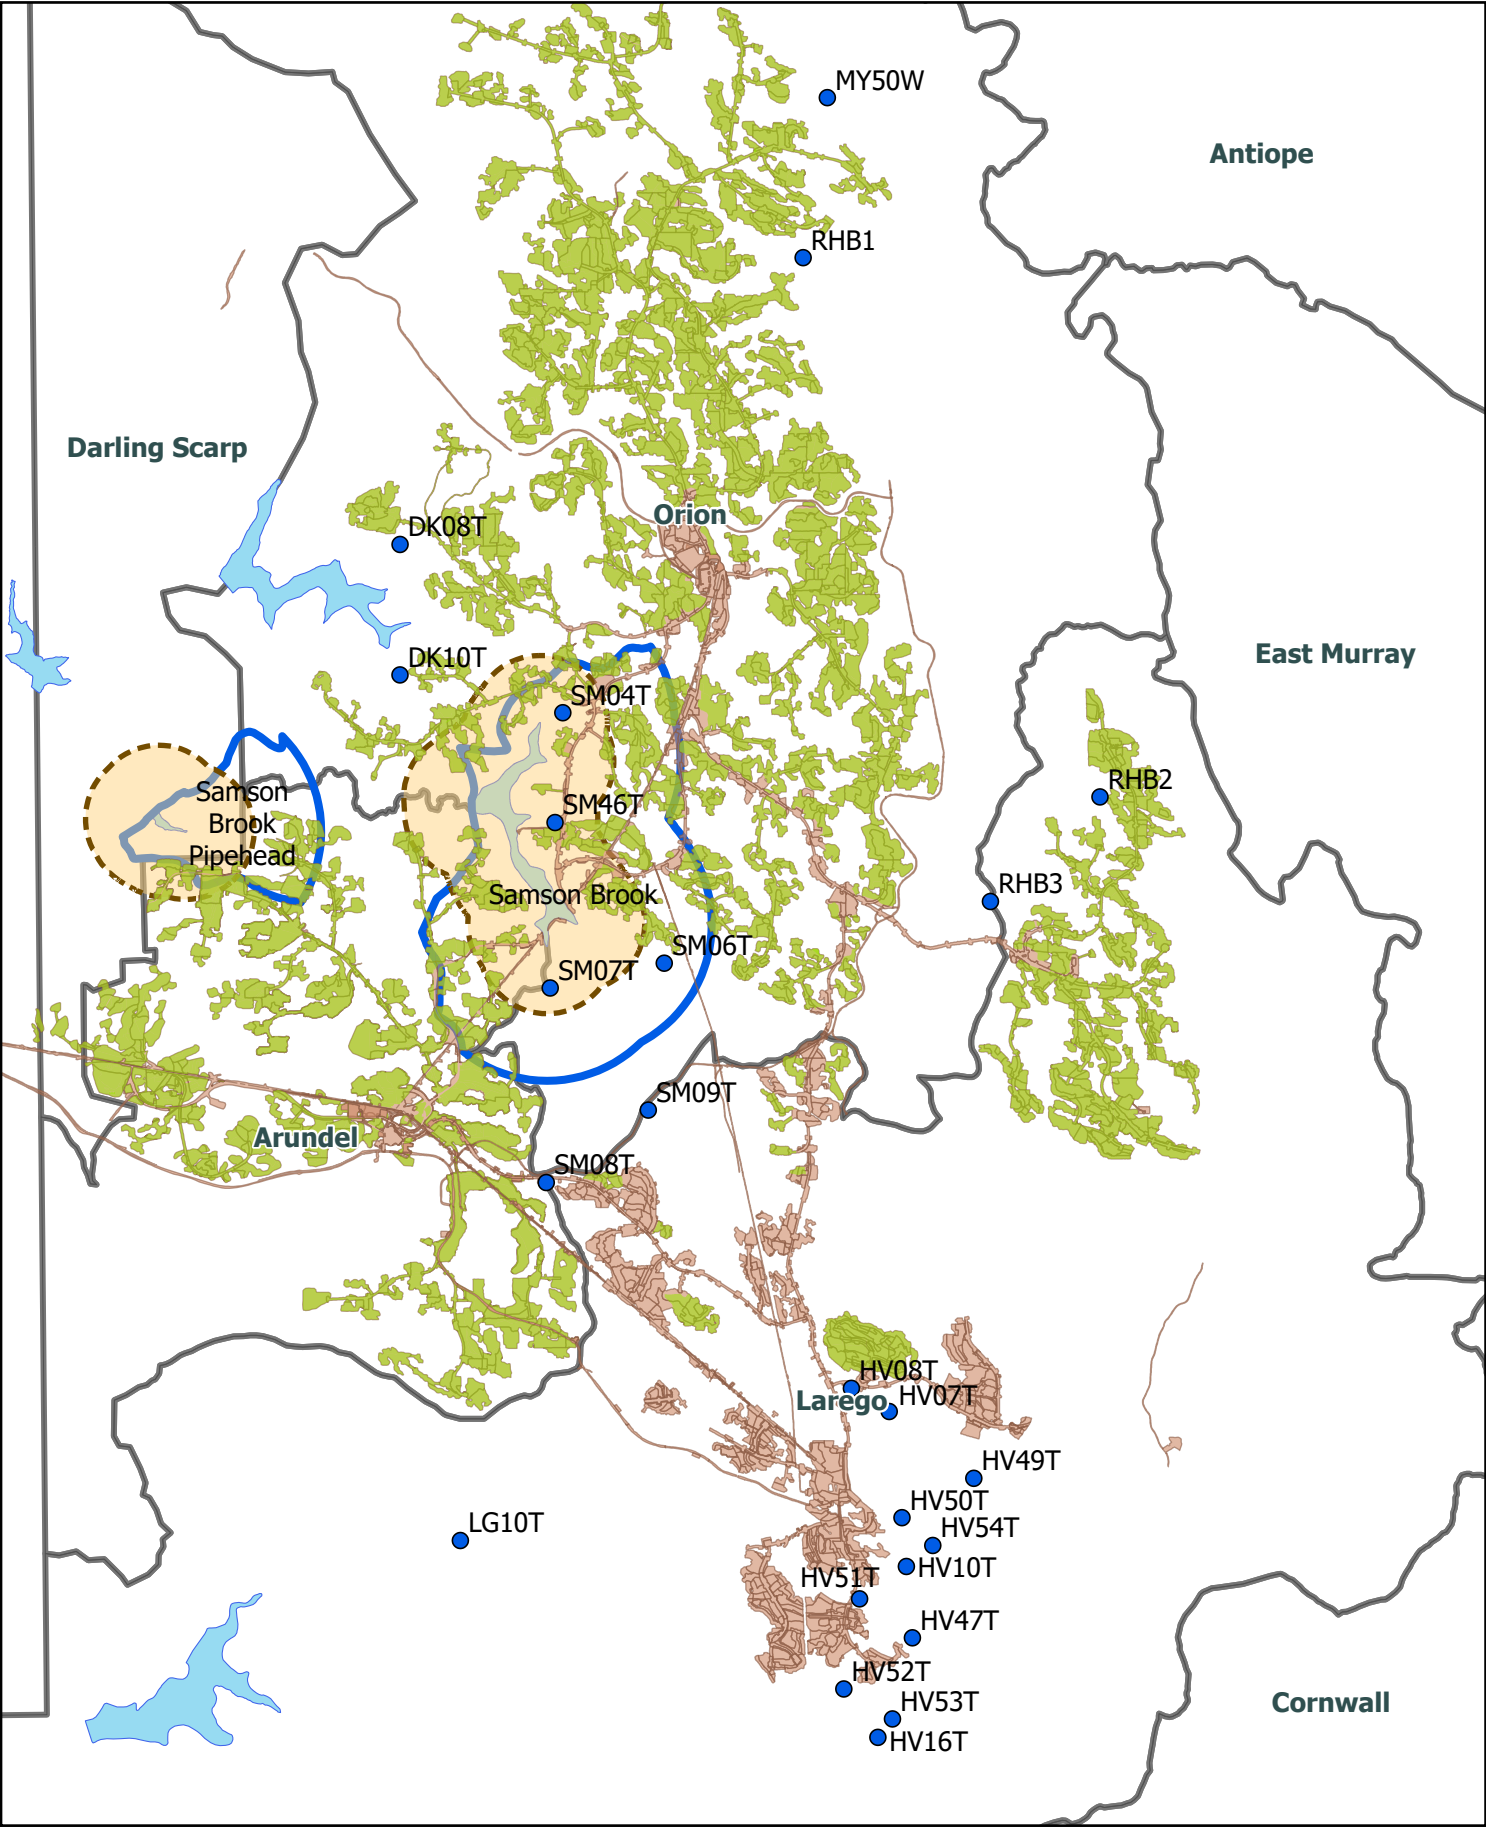 MY50W
Antiope
RHB1
Darling Scarp
Orion
DK08T
East Murray
DK10T
SM04T
RHB2
Samson
Brook
Pipehead
SM46T
RHB3
Samson Brook
SM06T
SM07T
SM09T
Arundel
SM08T
HV08T
Larego
HV07T
HV49T
HV50T
LG10T
HV54T
HV10T
HV51T
HV47T
HV52T
HV53T
Cornwall
HV16T